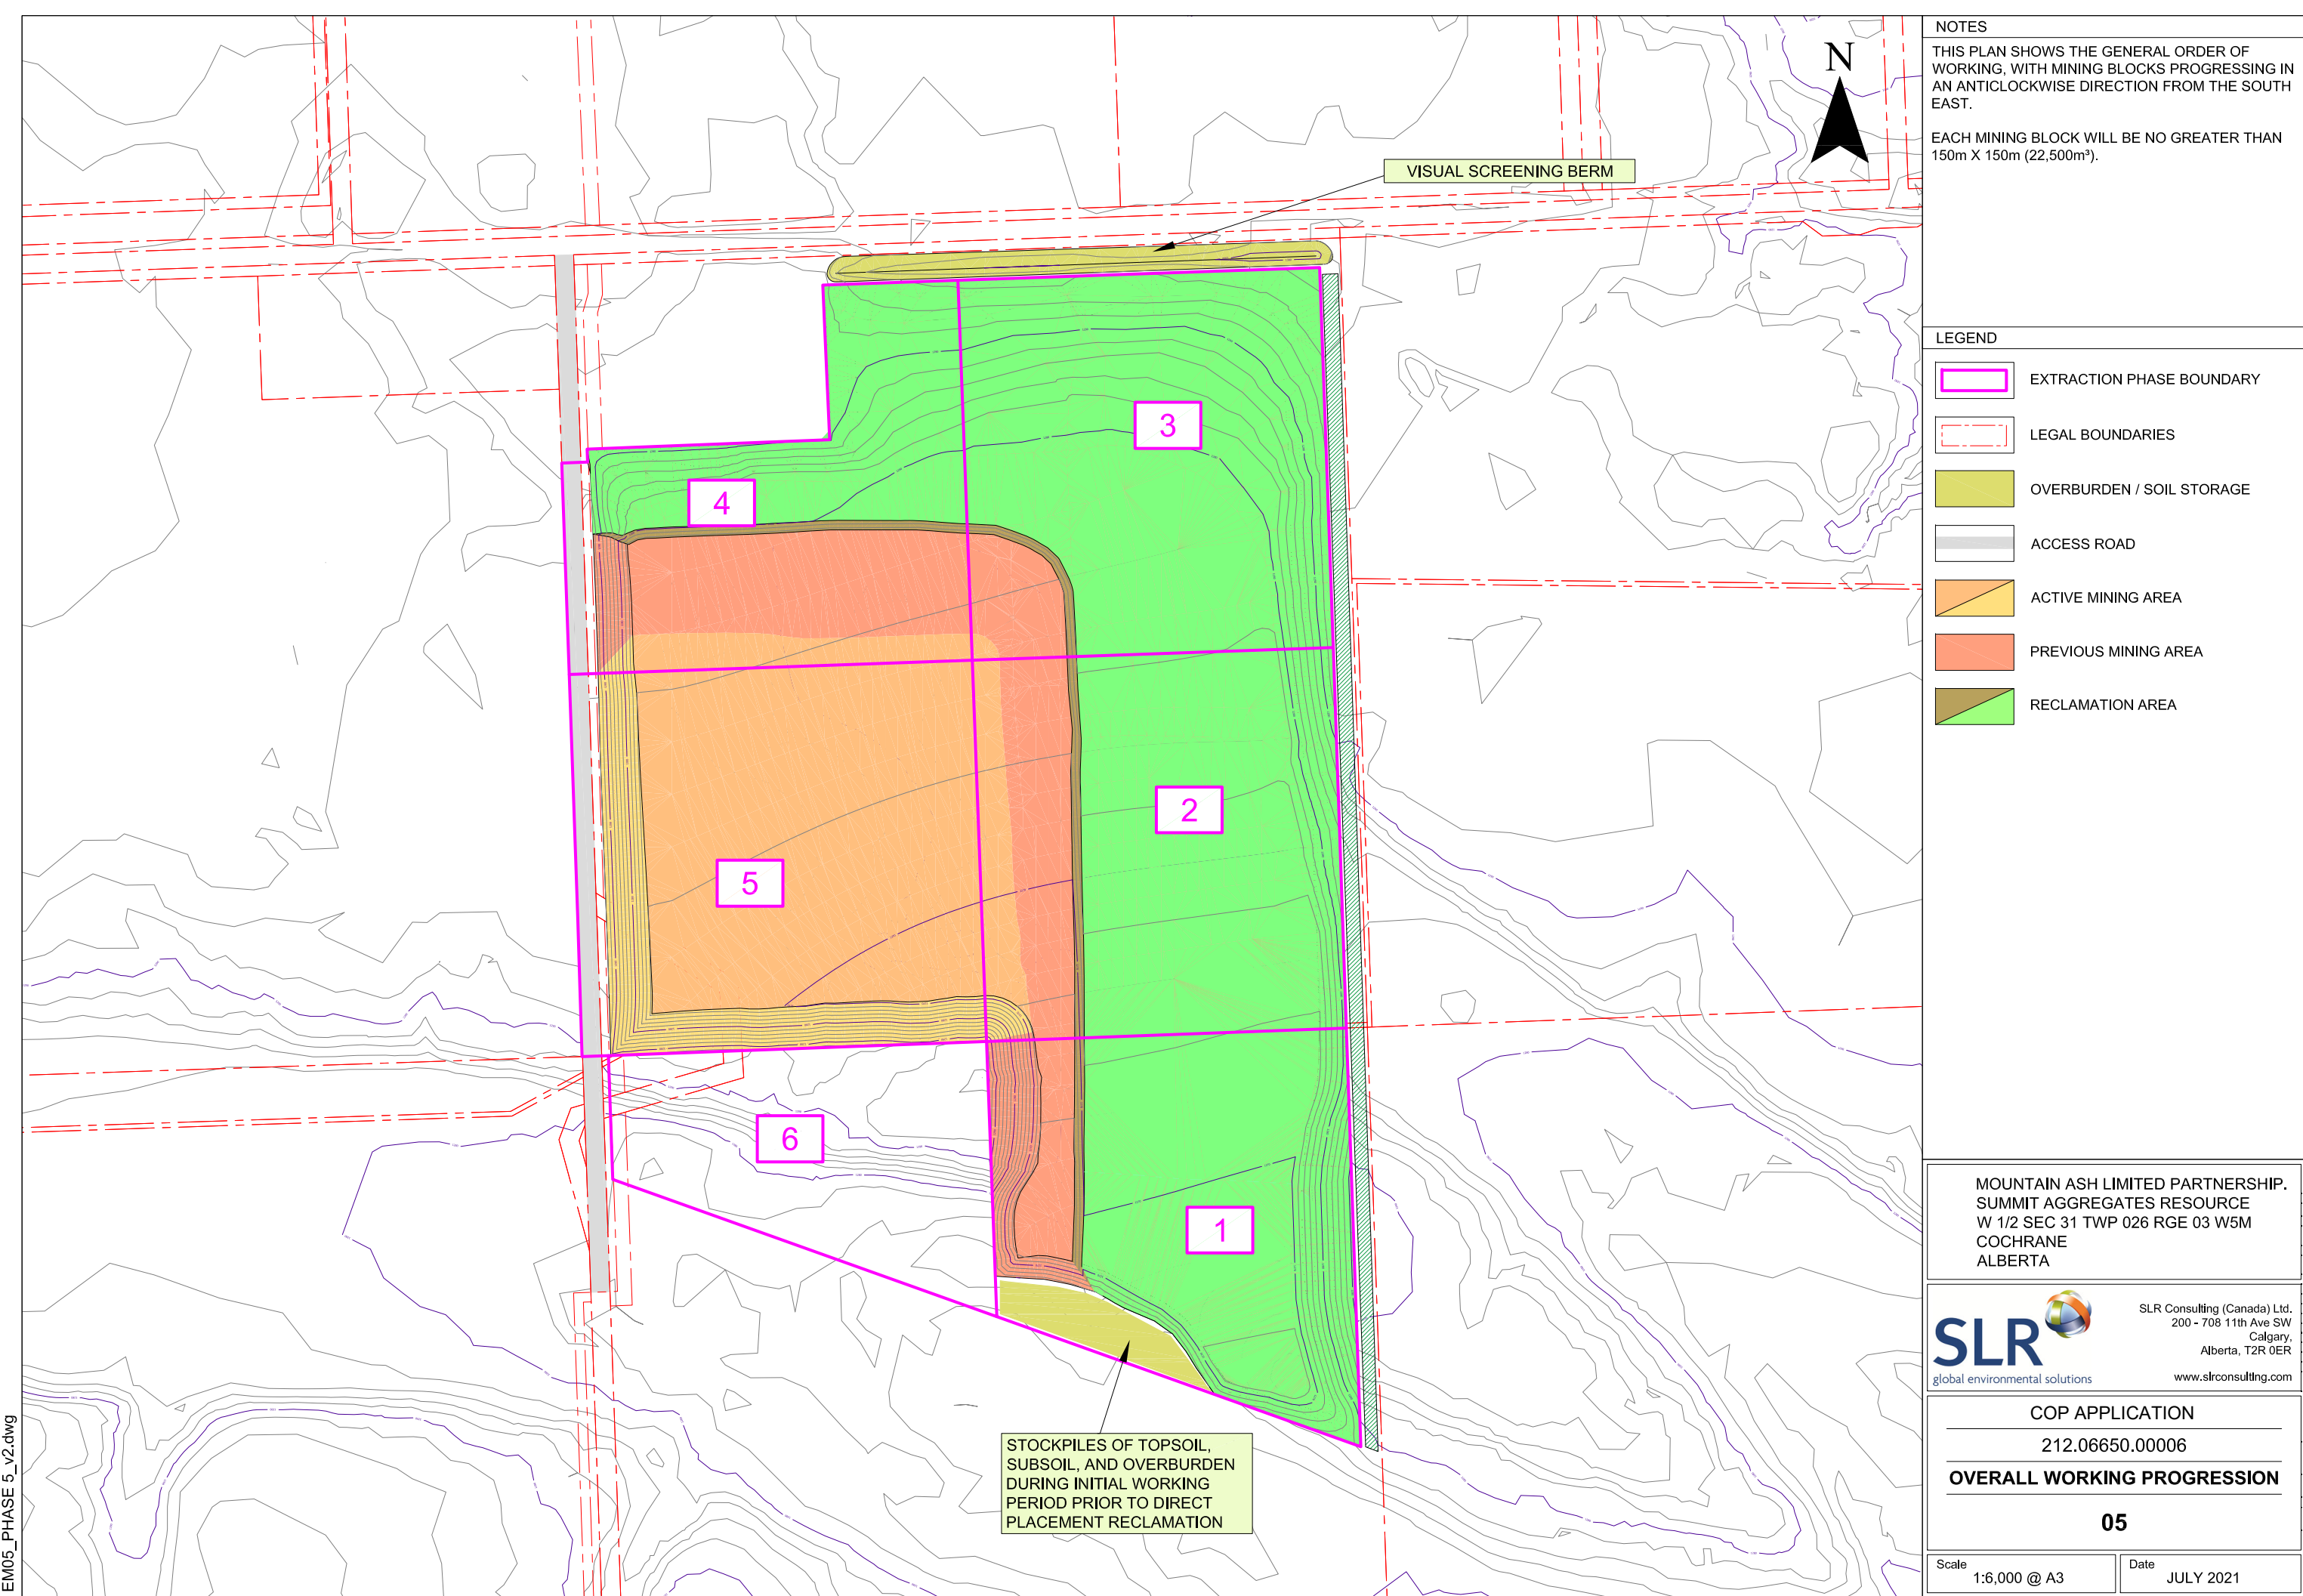 NOTES
THIS PLAN SHOWS THE GENERAL ORDER OF
WORKING, WITH MINING BLOCKS PROGRESSING IN
AN ANTICLOCKWISE DIRECTION FROM THE SOUTH
EAST.
EACH MINING BLOCK WILL BE NO GREATER THAN
150m X 150m (22,500m³).
N
VISUAL SCREENING BERM
3
4
2
5
6
1
STOCKPILES OF TOPSOIL,
SUBSOIL, AND OVERBURDEN
DURING INITIAL WORKING
PERIOD PRIOR TO DIRECT
PLACEMENT RECLAMATION
LEGEND
EXTRACTION PHASE BOUNDARY
LEGAL BOUNDARIES
OVERBURDEN / SOIL STORAGE
ACCESS ROAD
ACTIVE MINING AREA
PREVIOUS MINING AREA
RECLAMATION AREA
MOUNTAIN ASH LIMITED PARTNERSHIP.
SUMMIT AGGREGATES RESOURCE
W 1/2 SEC 31 TWP 026 RGE 03 W5M
COCHRANE
ALBERTA
SLR
global environmental solutions
SLR Consulting (Canada) Ltd.
200 - 708 11th Ave SW
Calgary,
Alberta, T2R 0ER
www.slrconsulting.com
COP APPLICATION
212.06650.00006
OVERALL WORKING PROGRESSION
05
Scale
1:6,000 @ A3
Date
JULY 2021
EM05_PHASE 5_v2.dwg